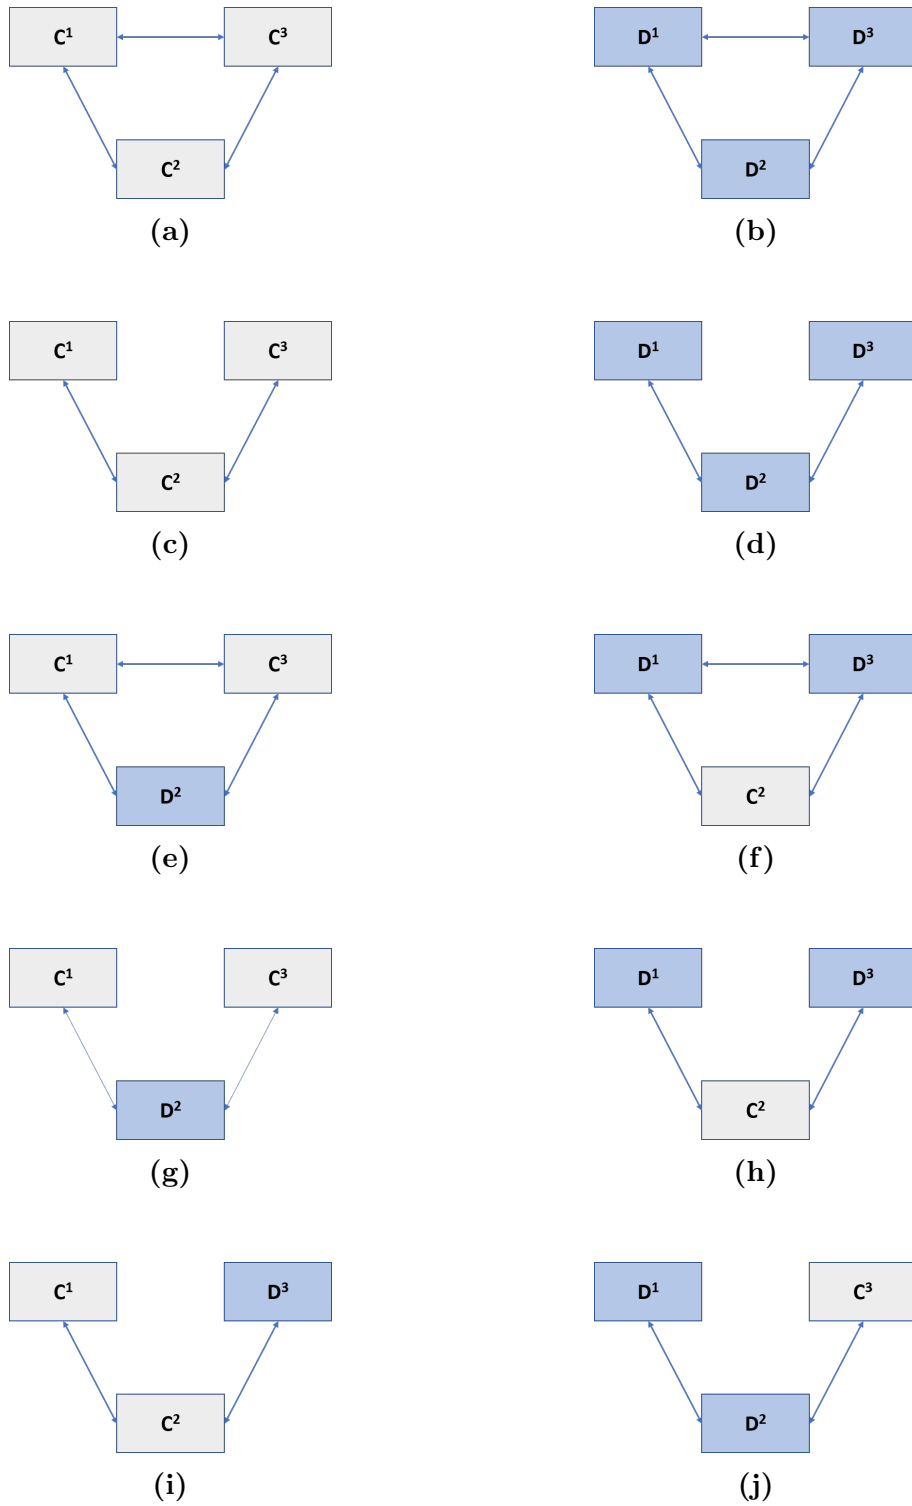 C¹ C³ D¹ D³
C² D²
(a) (b)
C¹ C³ D¹ D³
C² D²
(c) (d)
C¹ C³ D¹ D³
D² C²
(e) (f)
C¹ C³ D¹ D³
D² C²
(g) (h)
C¹ D³ D¹ C³
C² D²
(i) (j)